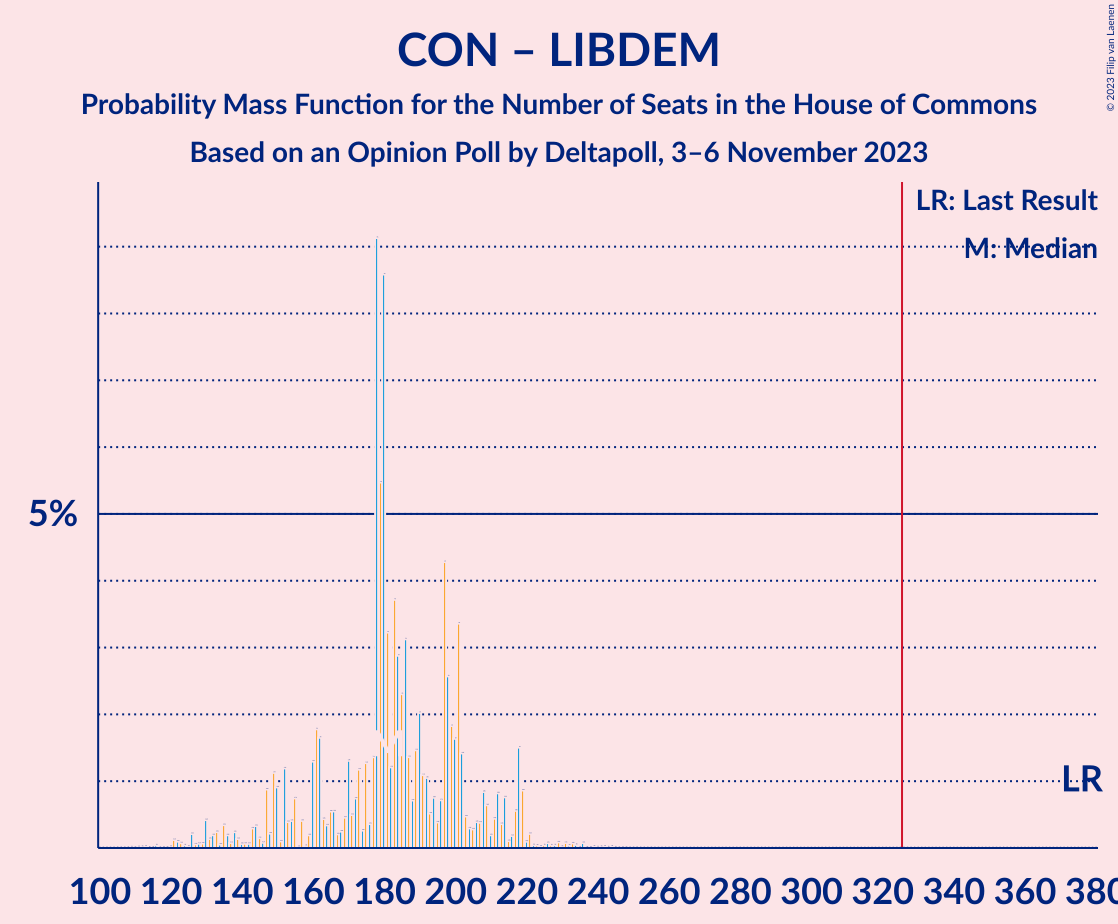 CON – LIBDEM
Probability Mass Function for the Number of Seats in the House of Commons
Based on an Opinion Poll by Deltapoll, 3–6 November 2023
© 2023 Filip van Laenen
LR: Last Result
M: Median
5%
LR
100 120 140 160 180 200 220 240 260 280 300 320 340 360 380